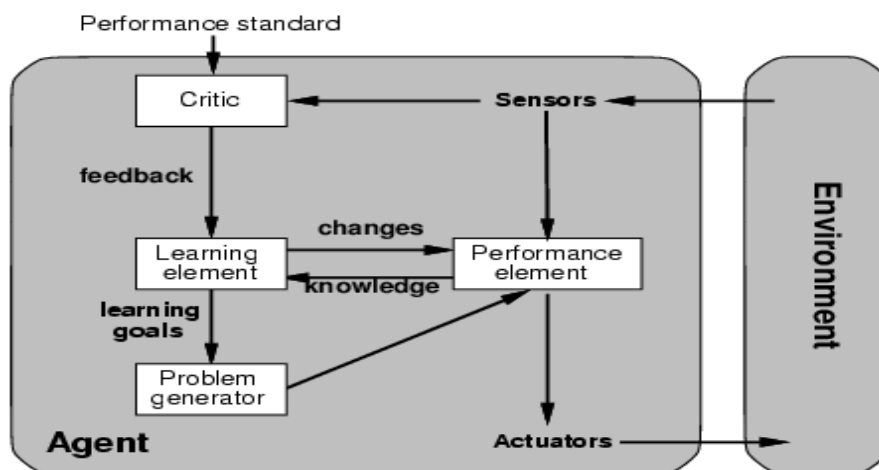 Performance standard
Critic
Sensors
feedback
changes
Learning
element
Performance
element
knowledge
learning
goals
Problem
generator
Agent
Actuators
Environment